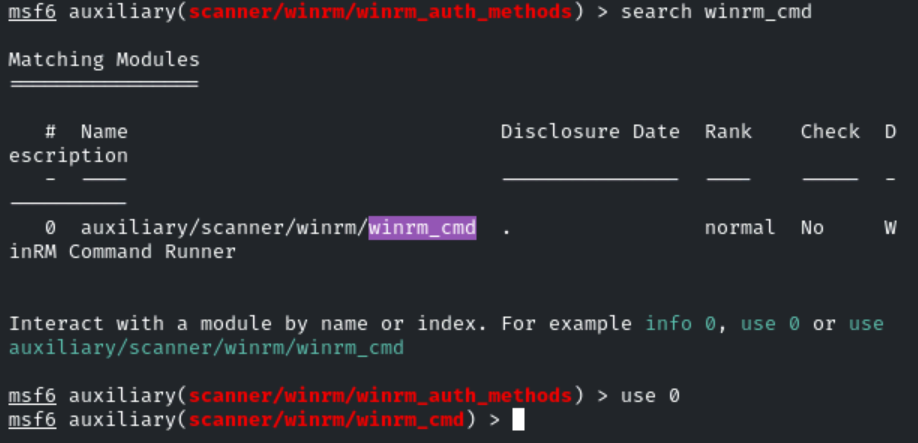 msf6 auxiliary(scanner/winrm/winrm_auth_methods) > search winrm_cmd
Matching Modules
================
# Name Disclosure Date Rank Check D
escription
- ---- --------------- ---- ----- -
----------
0 auxiliary/scanner/winrm/winrm_cmd . normal No W
inRM Command Runner
Interact with a module by name or index. For example info 0, use 0 or use
auxiliary/scanner/winrm/winrm_cmd
msf6 auxiliary(scanner/winrm/winrm_auth_methods) > use 0
msf6 auxiliary(scanner/winrm/winrm_cmd) >